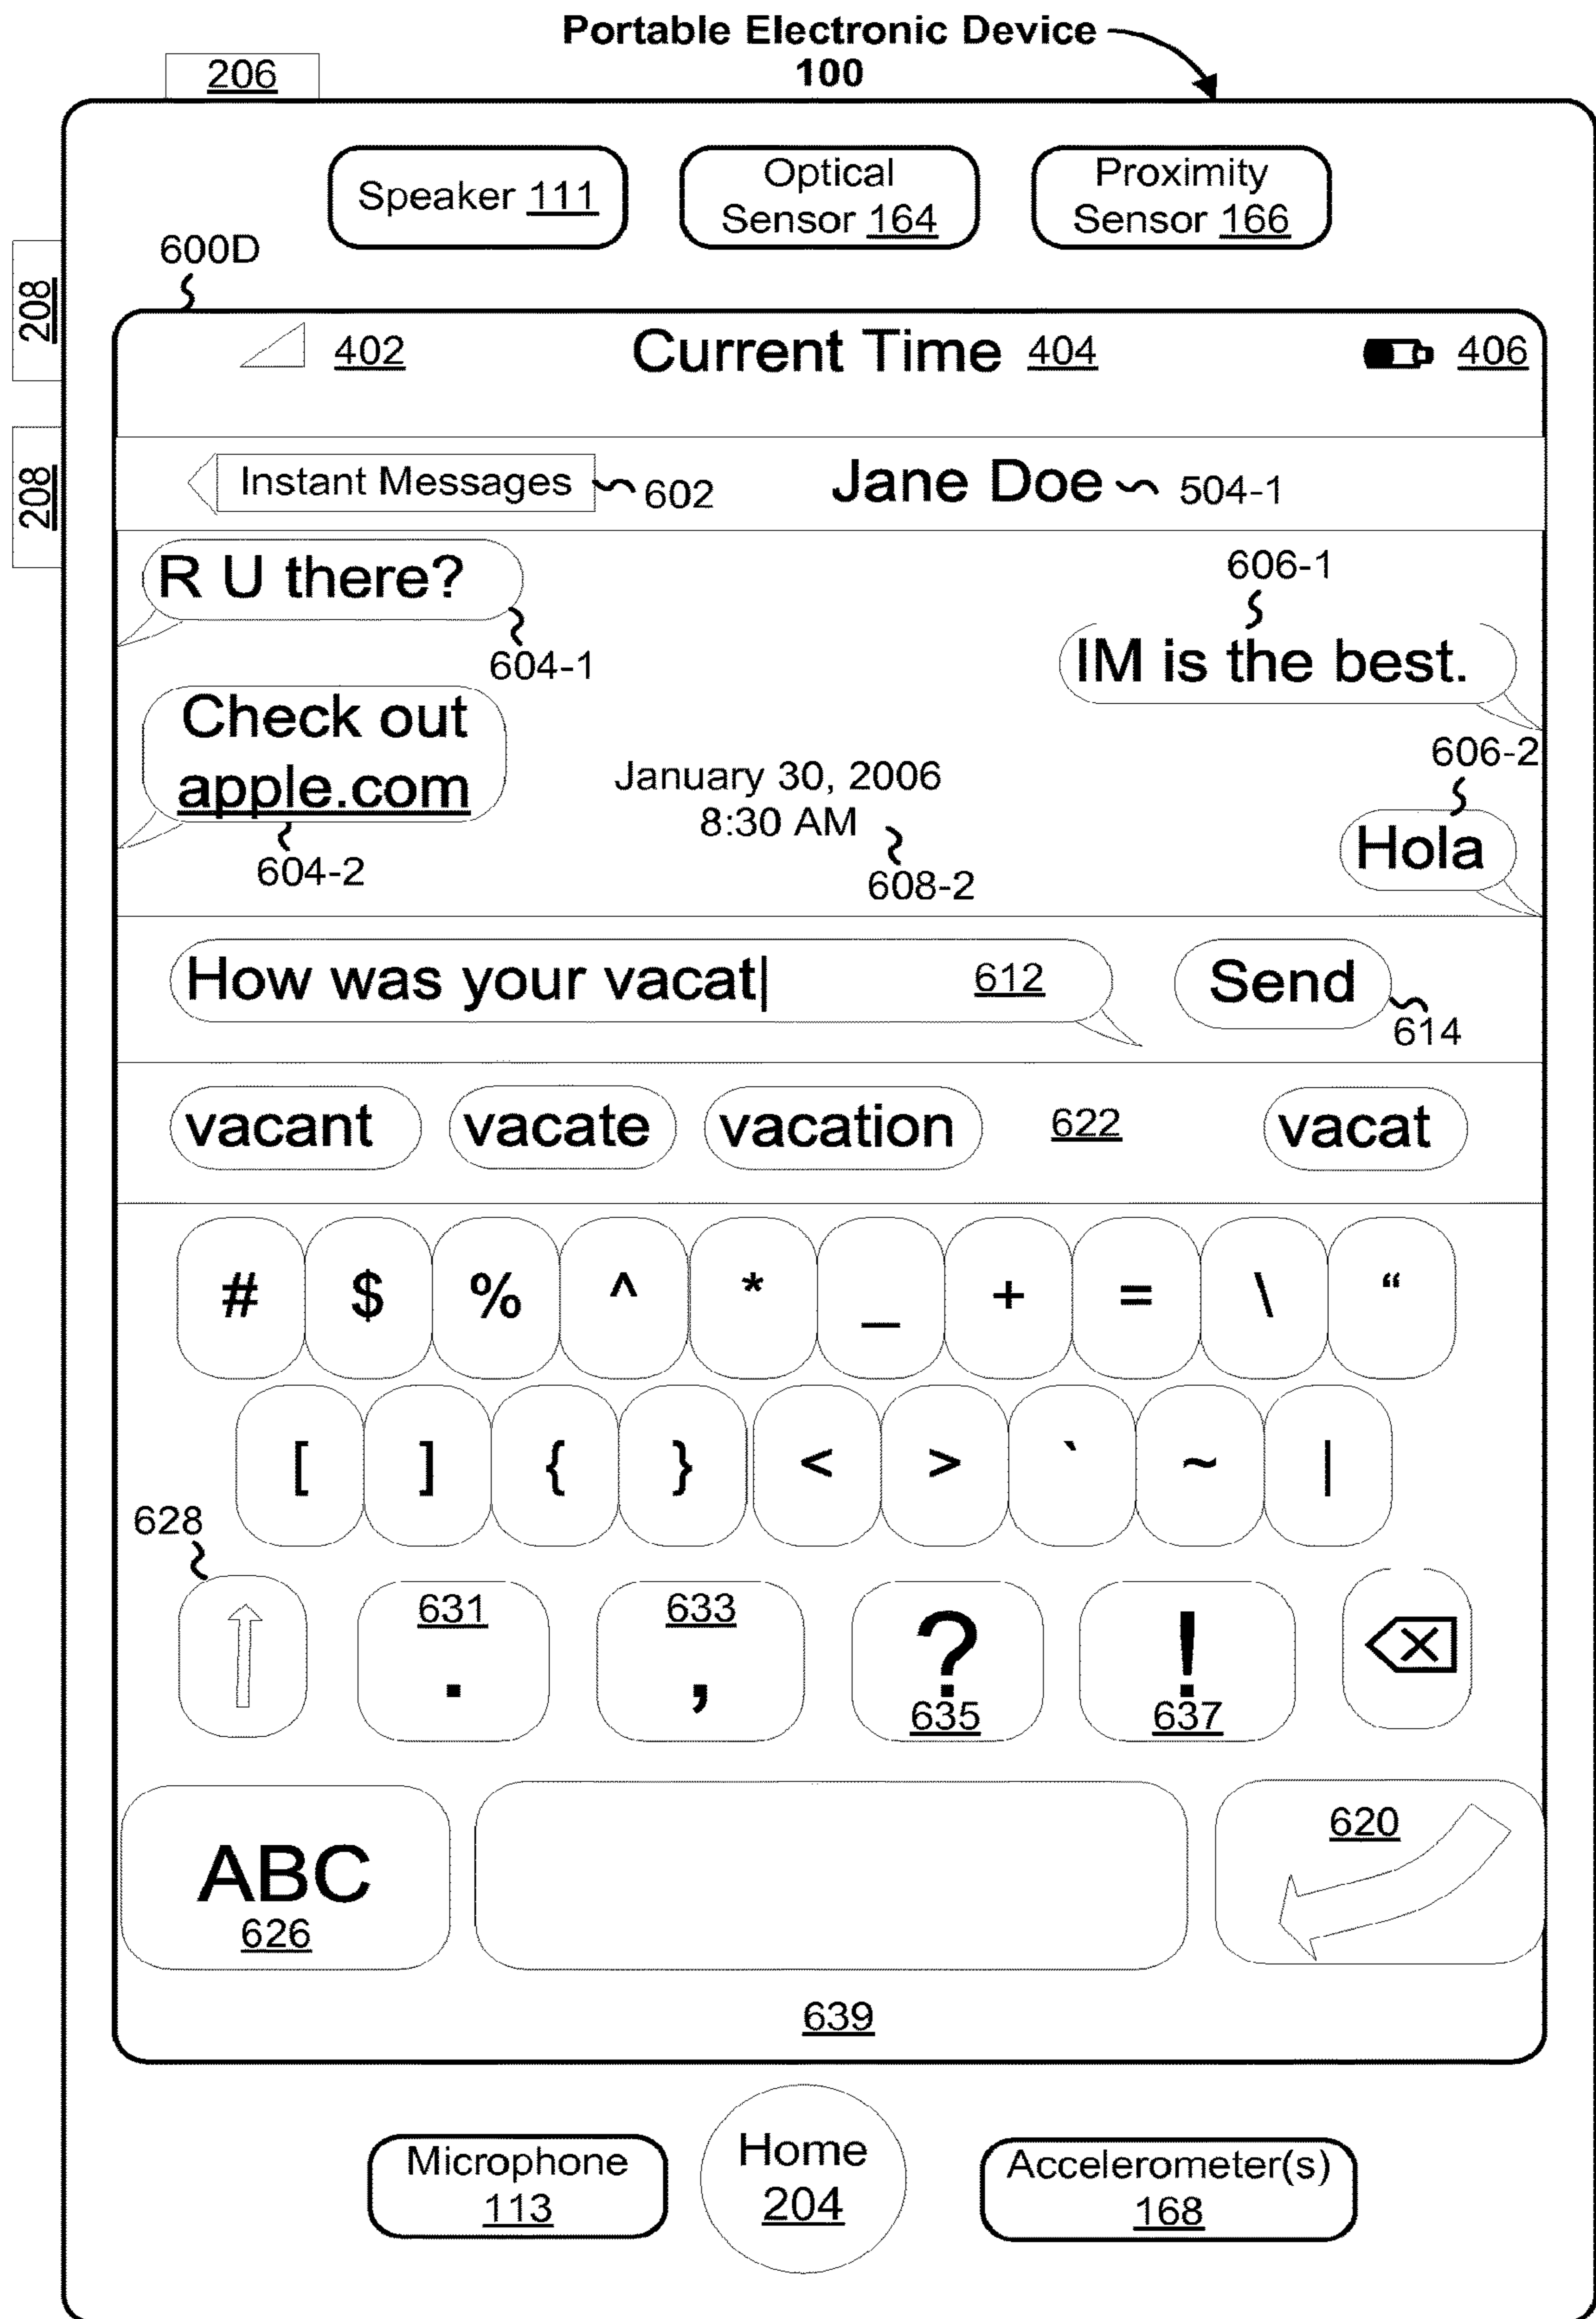 Portable Electronic Device
100
206
Speaker 111
Optical
Sensor 164
Proximity
Sensor 166
600D
208
402
Current Time 404
406
208
Instant Messages
602
Jane Doe
504-1
R U there?
604-1
606-1
IM is the best.
Check out
apple.com
604-2
January 30, 2006
8:30 AM
608-2
606-2
Hola
How was your vacat|
612
Send
614
vacant
vacate
vacation
622
vacat
# $ % ^ * _ + = \ “
[ ] { } < > ` ~ |
628
631
.
633
,
?
635
!
637
ABC
626
620
639
Microphone
113
Home
204
Accelerometer(s)
168